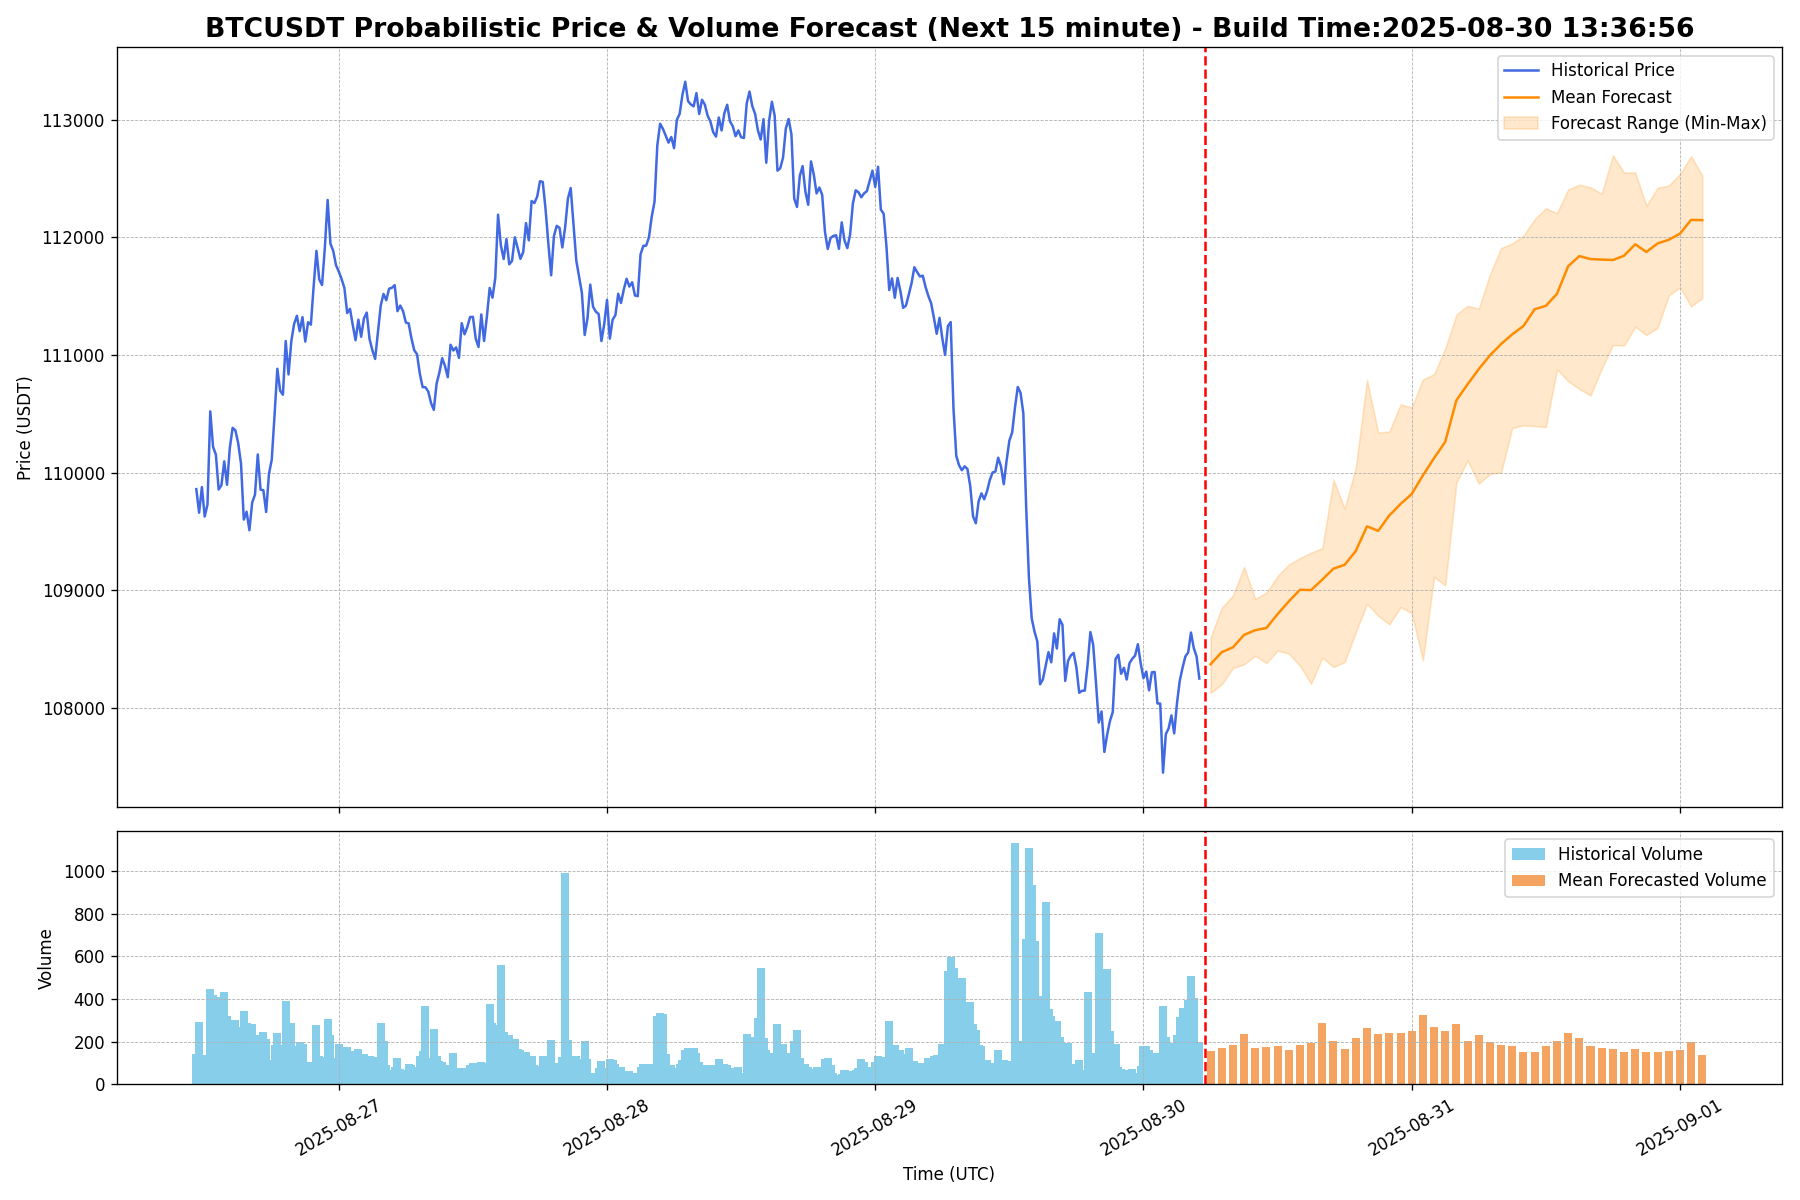 BTCUSDT Probabilistic Price & Volume Forecast (Next 15 minute) - Build Time:2025-08-30 13:36:56
Historical Price
Mean Forecast
Forecast Range (Min-Max)
Price (USDT)
113000
112000
111000
110000
109000
108000
Historical Volume
Mean Forecasted Volume
Volume
1000
800
600
400
200
0
2025-08-27
2025-08-28
2025-08-29
2025-08-30
2025-08-31
2025-09-01
Time (UTC)